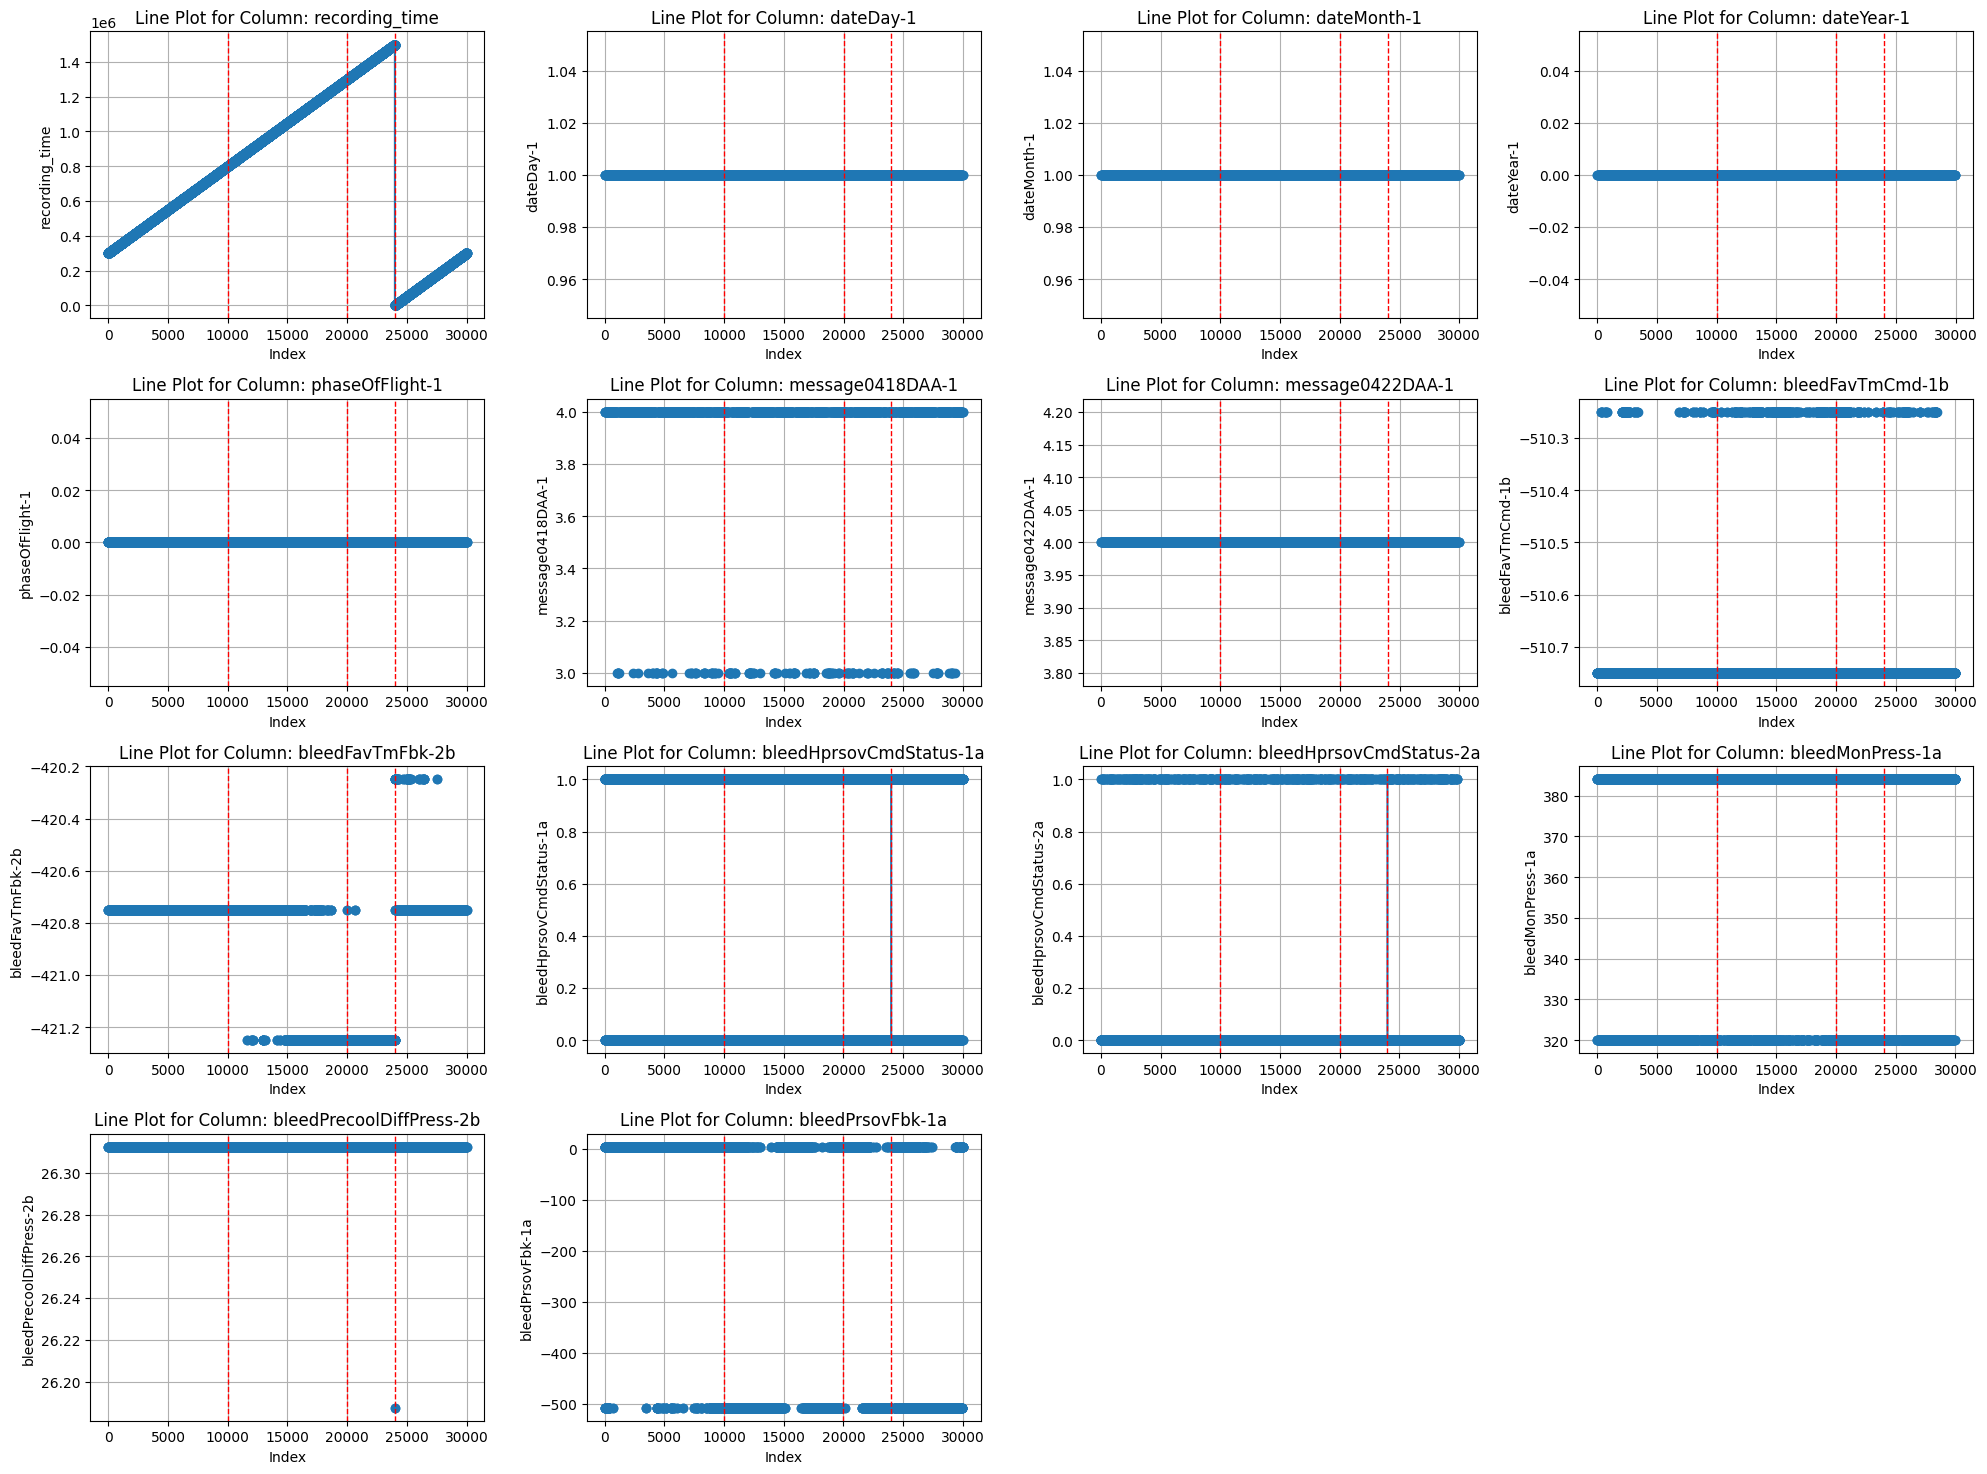 Line Plot for Column: recording_time
1e6
1.4
1.2
1.0
0.8
0.6
0.4
0.2
0.0
recording_time
0 5000 10000 15000 20000 25000 30000
Index
Line Plot for Column: dateDay-1
1.04
1.02
1.00
0.98
0.96
dateDay-1
0 5000 10000 15000 20000 25000 30000
Index
Line Plot for Column: dateMonth-1
1.04
1.02
1.00
0.98
0.96
dateMonth-1
0 5000 10000 15000 20000 25000 30000
Index
Line Plot for Column: dateYear-1
0.04
0.02
0.00
−0.02
−0.04
dateYear-1
0 5000 10000 15000 20000 25000 30000
Index
Line Plot for Column: phaseOfFlight-1
0.04
0.02
0.00
−0.02
−0.04
phaseOfFlight-1
0 5000 10000 15000 20000 25000 30000
Index
Line Plot for Column: message0418DAA-1
4.0
3.8
3.6
3.4
3.2
3.0
message0418DAA-1
0 5000 10000 15000 20000 25000 30000
Index
Line Plot for Column: message0422DAA-1
4.20
4.15
4.10
4.05
4.00
3.95
3.90
3.85
3.80
message0422DAA-1
0 5000 10000 15000 20000 25000 30000
Index
Line Plot for Column: bleedFavTmCmd-1b
−510.3
−510.4
−510.5
−510.6
−510.7
bleedFavTmCmd-1b
0 5000 10000 15000 20000 25000 30000
Index
Line Plot for Column: bleedFavTmFbk-2b
−420.2
−420.4
−420.6
−420.8
−421.0
−421.2
bleedFavTmFbk-2b
0 5000 10000 15000 20000 25000 30000
Index
Line Plot for Column: bleedHprsovCmdStatus-1a
1.0
0.8
0.6
0.4
0.2
0.0
bleedHprsovCmdStatus-1a
0 5000 10000 15000 20000 25000 30000
Index
Line Plot for Column: bleedHprsovCmdStatus-2a
1.0
0.8
0.6
0.4
0.2
0.0
bleedHprsovCmdStatus-2a
0 5000 10000 15000 20000 25000 30000
Index
Line Plot for Column: bleedMonPress-1a
380
370
360
350
340
330
320
bleedMonPress-1a
0 5000 10000 15000 20000 25000 30000
Index
Line Plot for Column: bleedPrecoolDiffPress-2b
26.30
26.28
26.26
26.24
26.22
26.20
bleedPrecoolDiffPress-2b
0 5000 10000 15000 20000 25000 30000
Index
Line Plot for Column: bleedPrsovFbk-1a
0
−100
−200
−300
−400
−500
bleedPrsovFbk-1a
0 5000 10000 15000 20000 25000 30000
Index